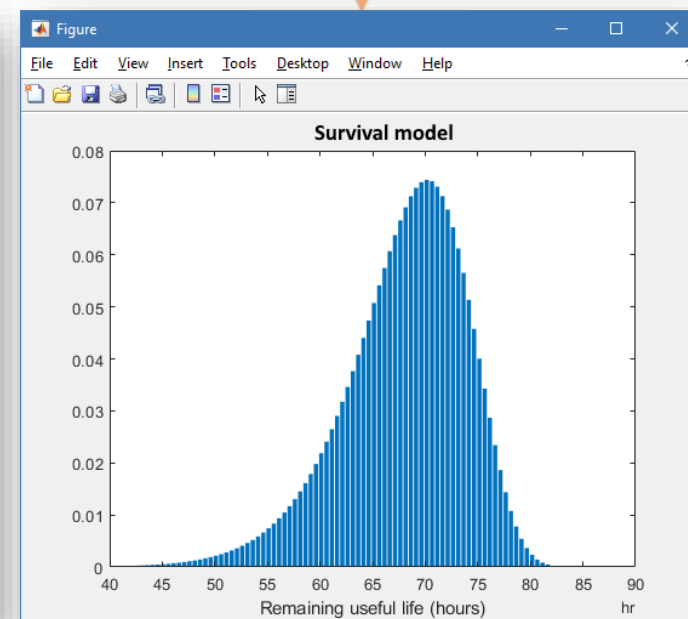 Figure
File Edit View Insert Tools Desktop Window Help
Survival model
0.08
0.07
0.06
0.05
0.04
0.03
0.02
0.01
0
40 45 50 55 60 65 70 75 80 85 90
Remaining useful life (hours) hr